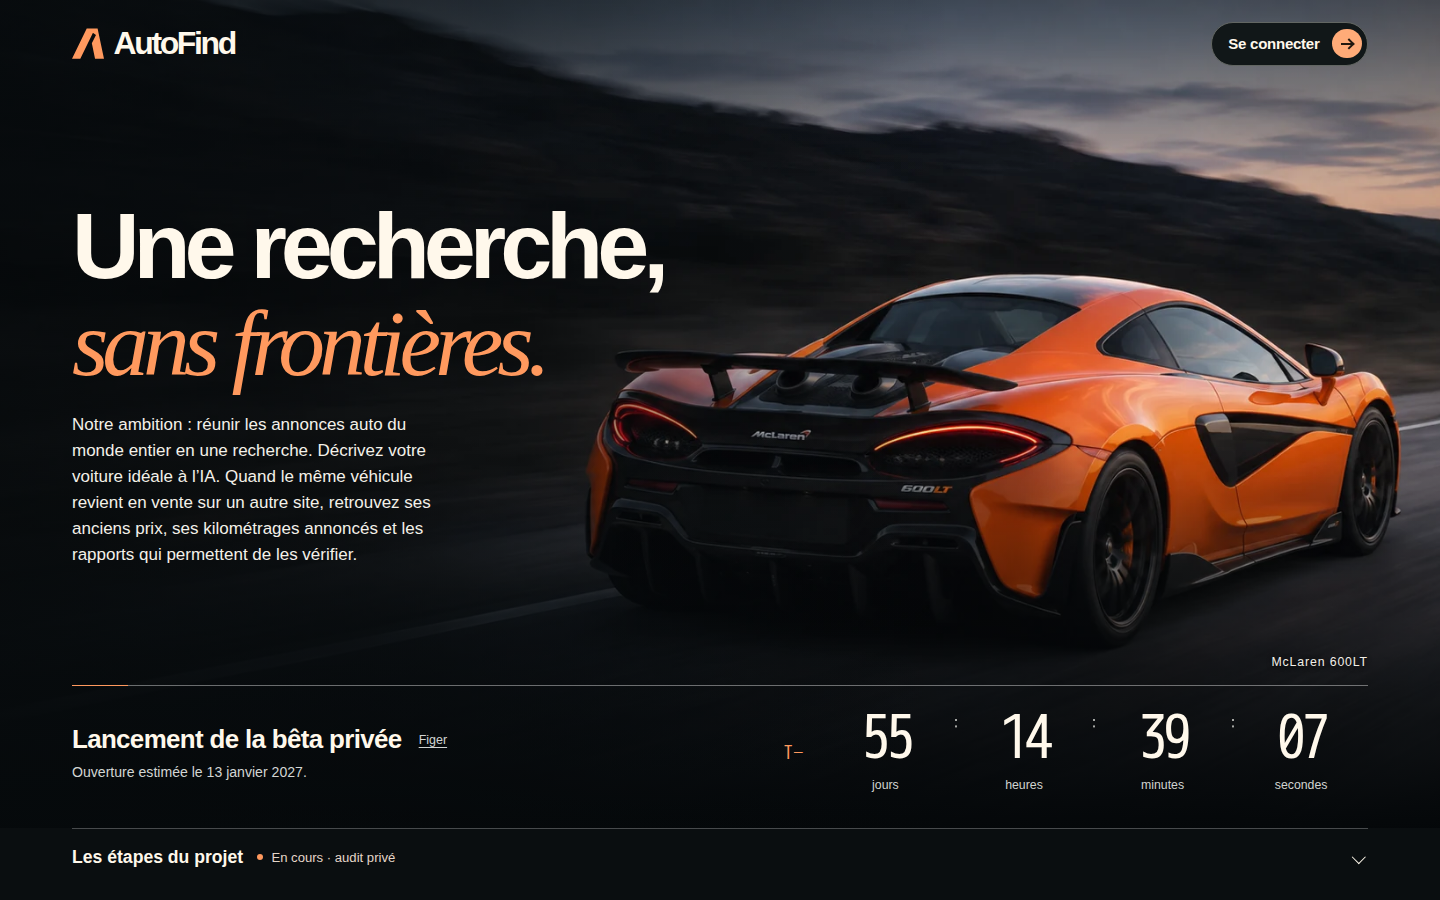 AutoFind
Se connecter
Une recherche,
sans frontières.
Notre ambition : réunir les annonces auto du
monde entier en une recherche. Décrivez votre
voiture idéale à l’IA. Quand le même véhicule
revient en vente sur un autre site, retrouvez ses
anciens prix, ses kilométrages annoncés et les
rapports qui permettent de les vérifier.
McLaren
600LT
McLaren 600LT
Lancement de la bêta privée Figer
Ouverture estimée le 13 janvier 2027.
T− 55 : 14 : 39 : 07
jours heures minutes secondes
Les étapes du projet En cours · audit privé